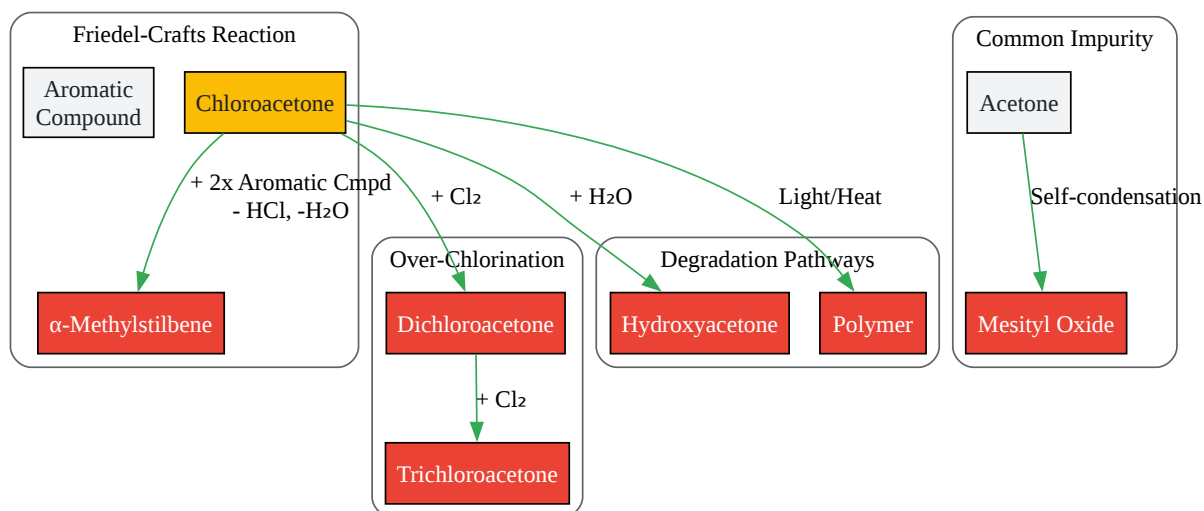 Friedel-Crafts Reaction
Common Impurity
Aromatic
Compound
Chloroacetone
Acetone
+ 2x Aromatic Cmpd
- HCl, -H₂O
+ Cl₂
+ H₂O
Light/Heat
Self-condensation
Over-Chlorination
Degradation Pathways
α-Methylstilbene
Dichloroacetone
Hydroxyacetone
Polymer
Mesityl Oxide
+ Cl₂
Trichloroacetone